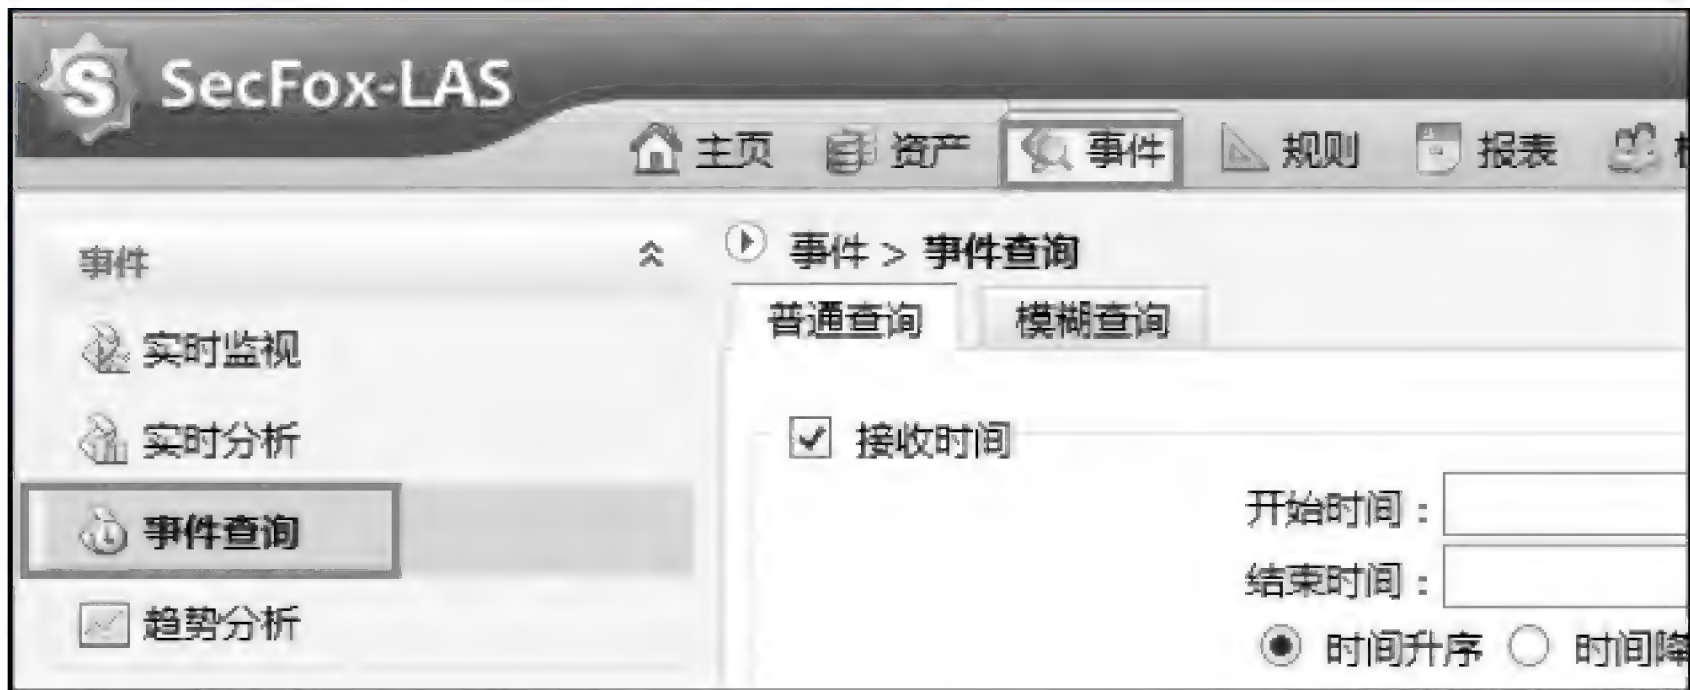 SecFox-LAS
主页 资产 事件 规则 报表
事件
实时监视
实时分析
事件查询
趋势分析
事件 > 事件查询
普通查询 模糊查询
接收时间
开始时间：
结束时间：
时间升序 时间降